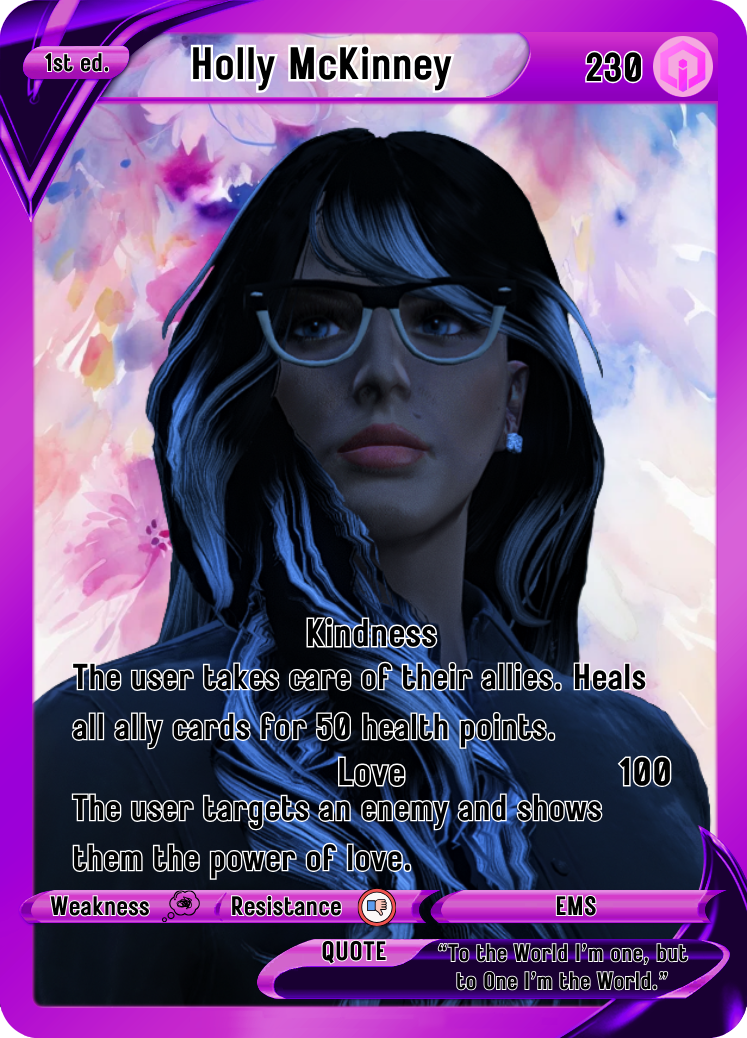 1st ed.
Holly McKinney
230
Kindness
The user takes care of their allies. Heals
all ally cards for 50 health points.
Love
100
The user targets an enemy and shows
them the power of love.
Weakness
Resistance
EMS
QUOTE
“To the World I'm one, but
to One I'm the World.”